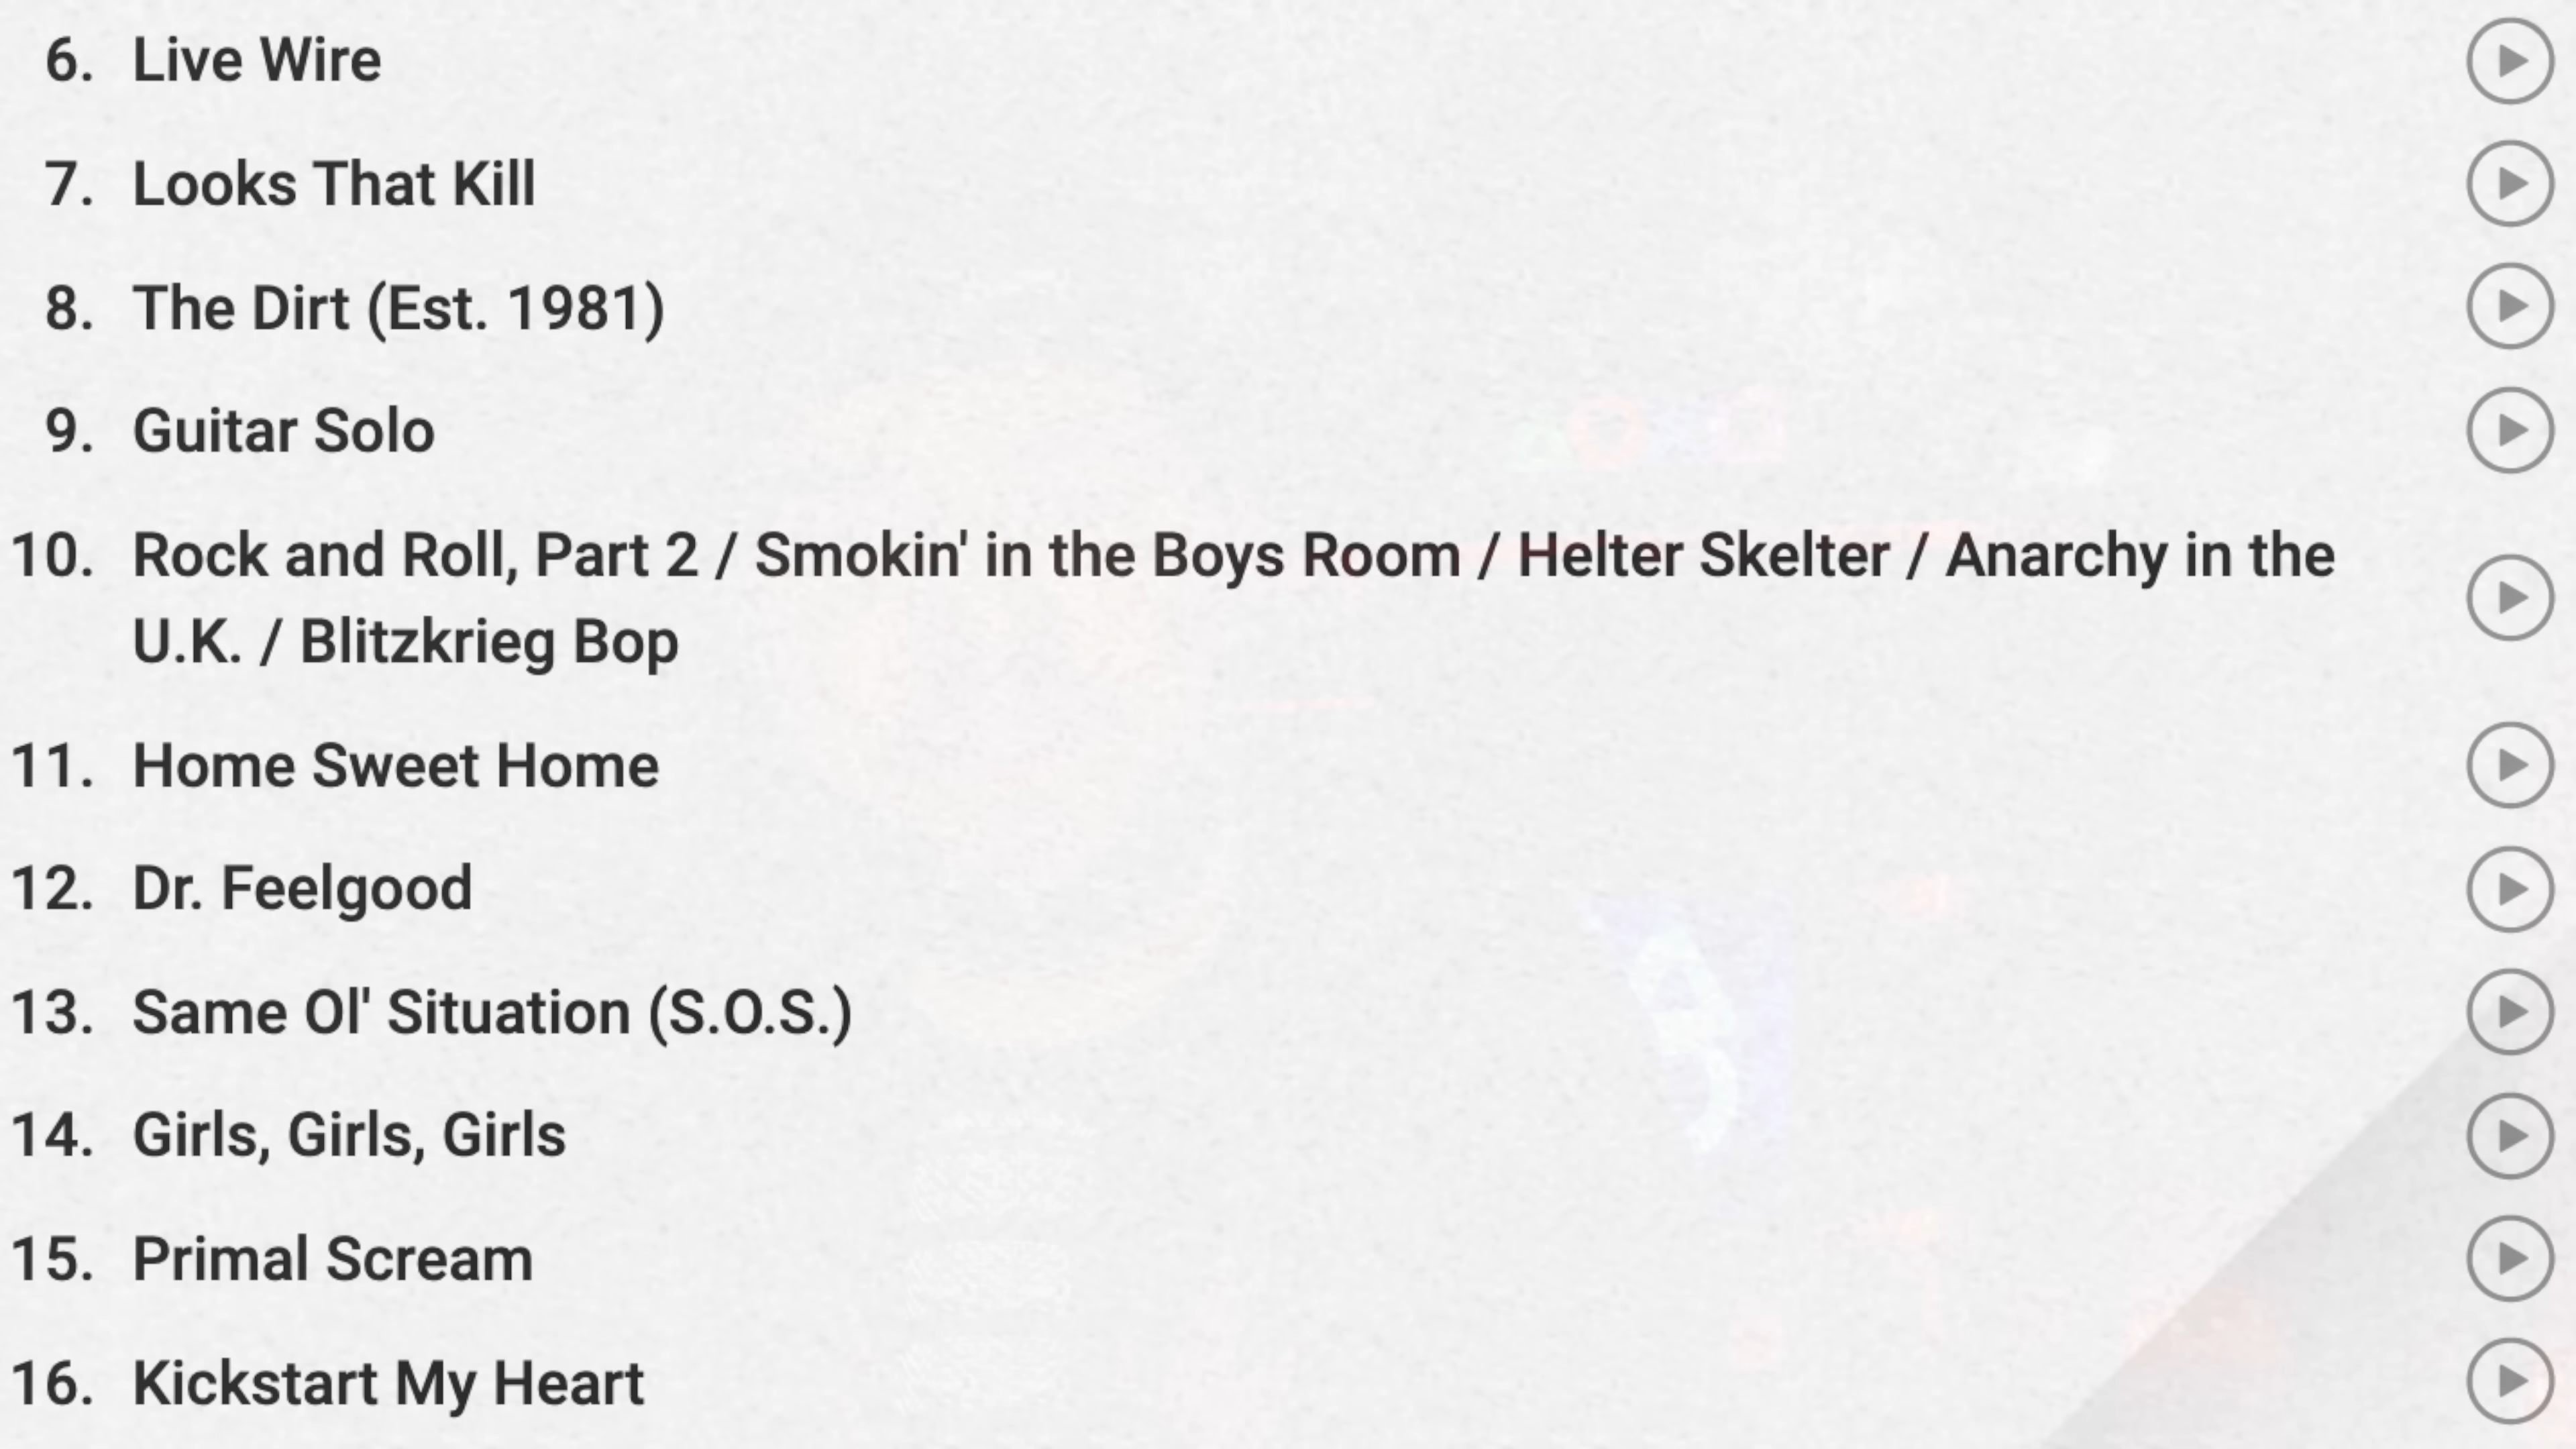 6. Live Wire
7. Looks That Kill
8. The Dirt (Est. 1981)
9. Guitar Solo
10. Rock and Roll, Part 2 / Smokin' in the Boys Room / Helter Skelter / Anarchy in the
U.K. / Blitzkrieg Bop
11. Home Sweet Home
12. Dr. Feelgood
13. Same Ol' Situation (S.O.S.)
14. Girls, Girls, Girls
15. Primal Scream
16. Kickstart My Heart